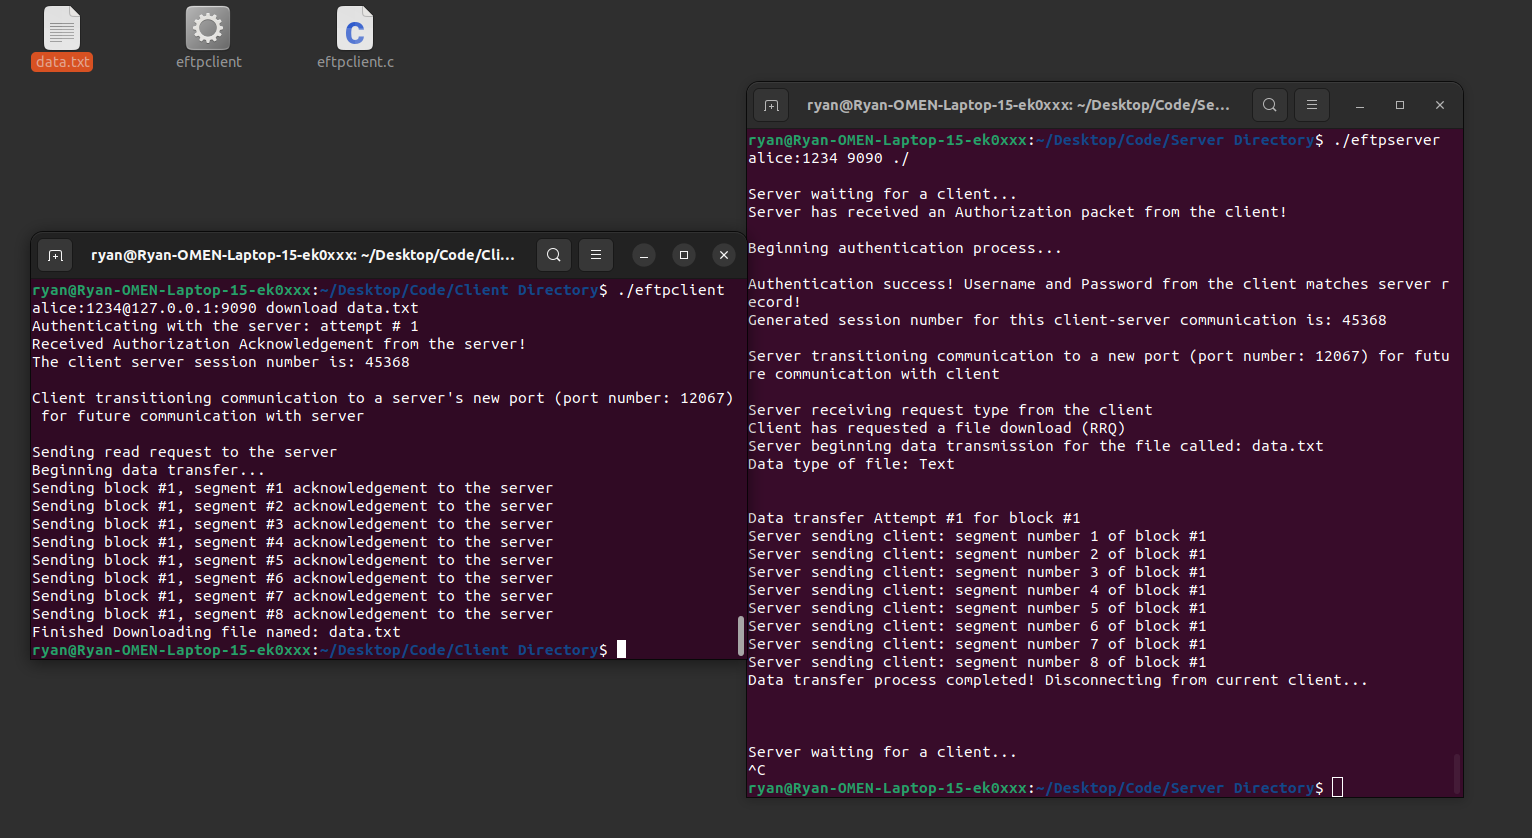 data.txt
eftpclient
eftpclient.c
ryan@Ryan-OMEN-Laptop-15-ek0xxx: ~/Desktop/Code/Cli...
ryan@Ryan-OMEN-Laptop-15-ek0xxx:~/Desktop/Code/Client Directory$ ./eftpclient
alice:1234@127.0.0.1:9090 download data.txt
Authenticating with the server: attempt # 1
Received Authorization Acknowledgement from the server!
The client server session number is: 45368
Client transitioning communication to a server's new port (port number: 12067)
for future communication with server
Sending read request to the server
Beginning data transfer...
Sending block #1, segment #1 acknowledgement to the server
Sending block #1, segment #2 acknowledgement to the server
Sending block #1, segment #3 acknowledgement to the server
Sending block #1, segment #4 acknowledgement to the server
Sending block #1, segment #5 acknowledgement to the server
Sending block #1, segment #6 acknowledgement to the server
Sending block #1, segment #7 acknowledgement to the server
Sending block #1, segment #8 acknowledgement to the server
Finished Downloading file named: data.txt
ryan@Ryan-OMEN-Laptop-15-ek0xxx:~/Desktop/Code/Client Directory$
ryan@Ryan-OMEN-Laptop-15-ek0xxx: ~/Desktop/Code/Se...
ryan@Ryan-OMEN-Laptop-15-ek0xxx:~/Desktop/Code/Server Directory$ ./eftpserver
alice:1234 9090 ./
Server waiting for a client...
Server has received an Authorization packet from the client!
Beginning authentication process...
Authentication success! Username and Password from the client matches server r
ecord!
Generated session number for this client-server communication is: 45368
Server transitioning communication to a new port (port number: 12067) for futu
re communication with client
Server receiving request type from the client
Client has requested a file download (RRQ)
Server beginning data transmission for the file called: data.txt
Data type of file: Text
Data transfer Attempt #1 for block #1
Server sending client: segment number 1 of block #1
Server sending client: segment number 2 of block #1
Server sending client: segment number 3 of block #1
Server sending client: segment number 4 of block #1
Server sending client: segment number 5 of block #1
Server sending client: segment number 6 of block #1
Server sending client: segment number 7 of block #1
Server sending client: segment number 8 of block #1
Data transfer process completed! Disconnecting from current client...
Server waiting for a client...
^C
ryan@Ryan-OMEN-Laptop-15-ek0xxx:~/Desktop/Code/Server Directory$